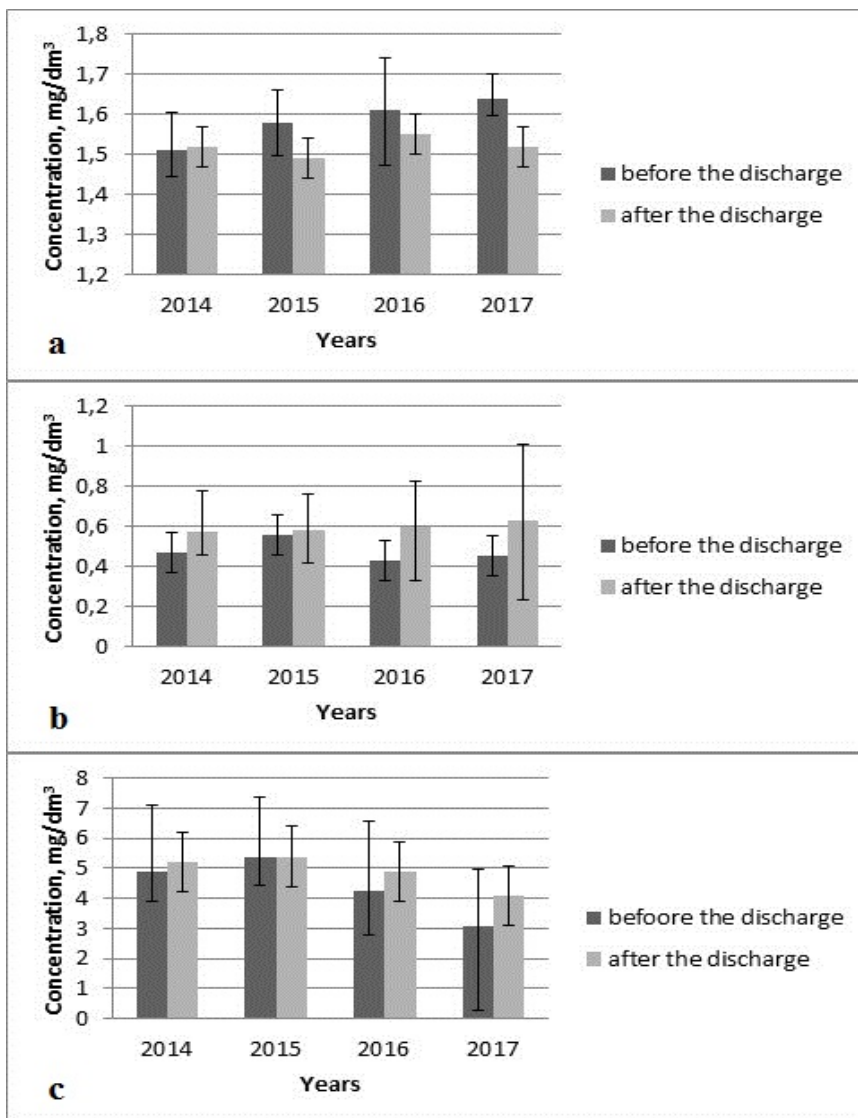 Concentration, mg/dm³
1,8
1,7
1,6
1,5
1,4
1,3
1,2
2014 2015 2016 2017
Years
before the discharge
after the discharge
a
Concentration, mg/dm³
1,2
1
0,8
0,6
0,4
0,2
0
2014 2015 2016 2017
Years
before the discharge
after the discharge
b
Concentration, mg/dm³
8
7
6
5
4
3
2
1
0
2014 2015 2016 2017
Years
befoore the discharge
after the discharge
c